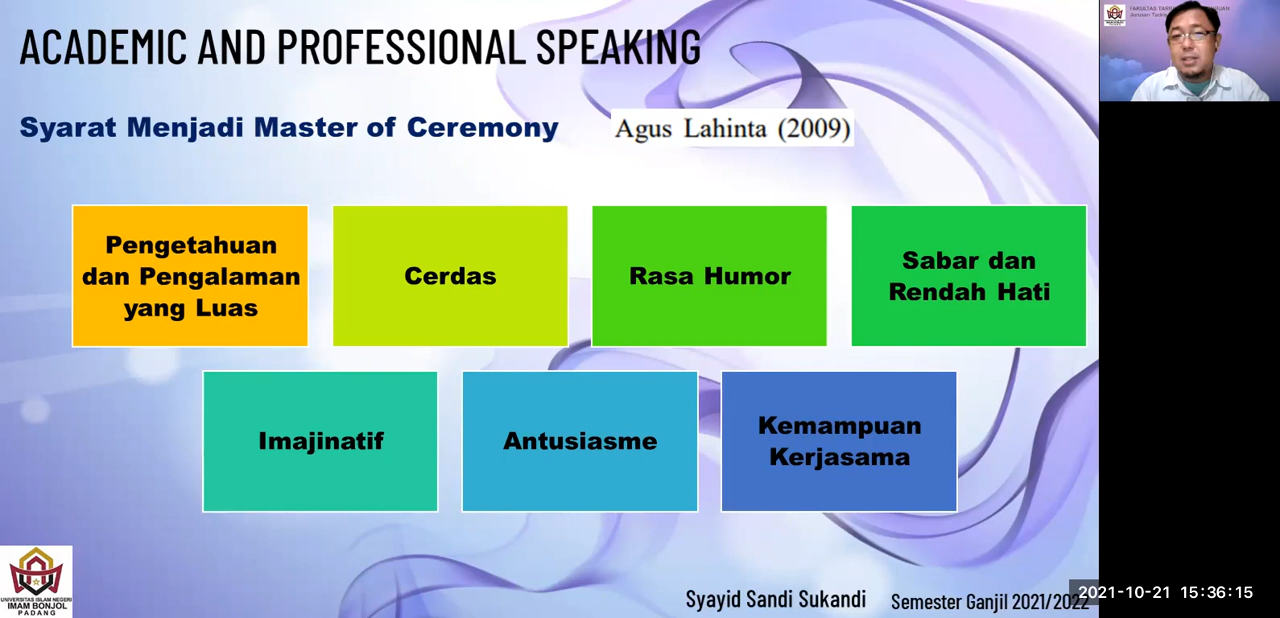 ACADEMIC AND PROFESSIONAL SPEAKING
Syarat Menjadi Master of Ceremony
Agus Lahinta (2009)
Pengetahuan
dan Pengalaman
yang Luas
Cerdas
Rasa Humor
Sabar dan
Rendah Hati
Imajinatif
Antusiasme
Kemampuan
Kerjasama
UNIVERSITAS ISLAM NEGERI
IMAM BONJOL
PADANG
Syayid Sandi Sukandi
Semester Ganjil 2021/2022
2021-10-21 15:36:15
FAKULTAS